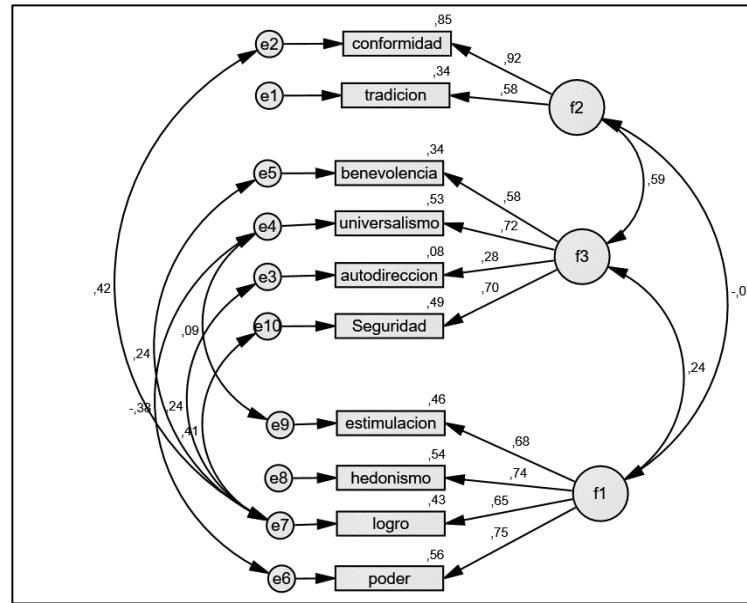 ,85
e2 conformidad
,92
,34
e1 tradicion
,58
f2
,34
e5 benevolencia
,59
,58
,53
e4 universalismo
,72
,08
f3
e3 autodireccion
,28
,42
,70
,49
e10 Seguridad
,09
,24
,24
,46
-,38
,24
,41
e9 estimulacion
,68
,54
e8 hedonismo
,74
f1
,43
,65
e7 logro
,75
,56
e6 poder